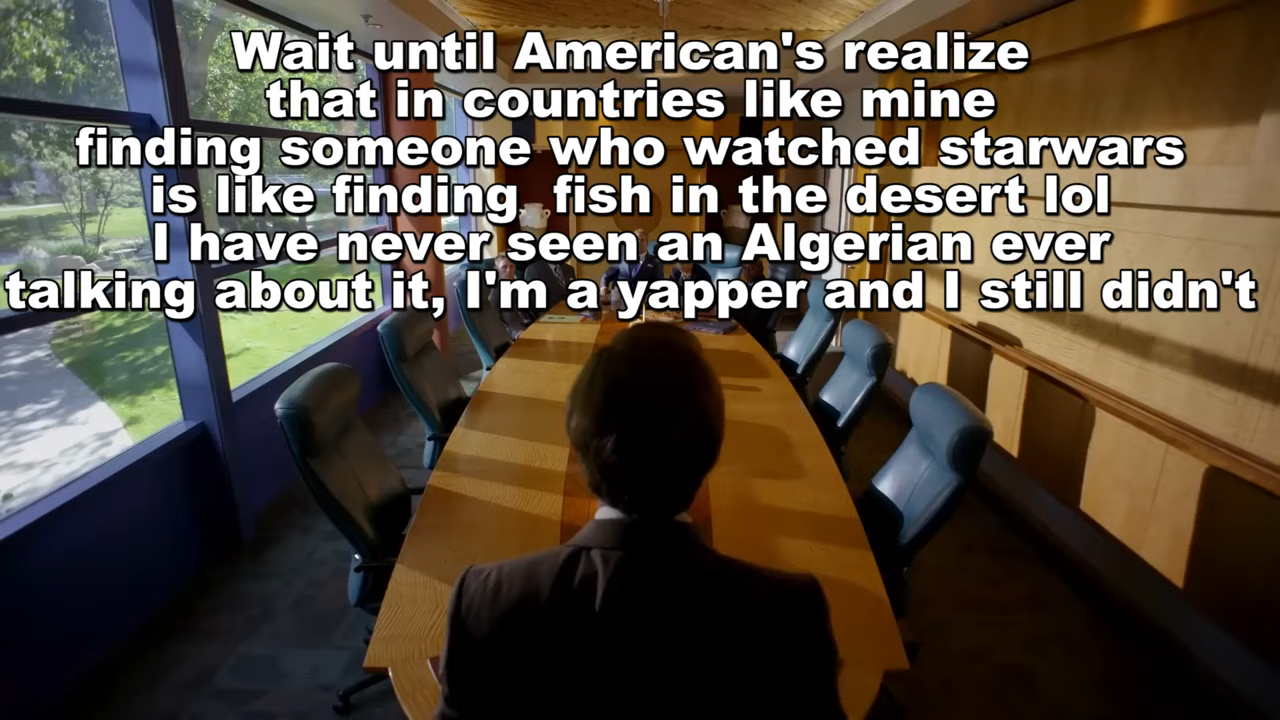 Wait until American's realize
that in countries like mine
finding someone who watched starwars
is like finding  fish in the desert lol
I have never seen an Algerian ever
talking about it, I'm a yapper and I still didn't